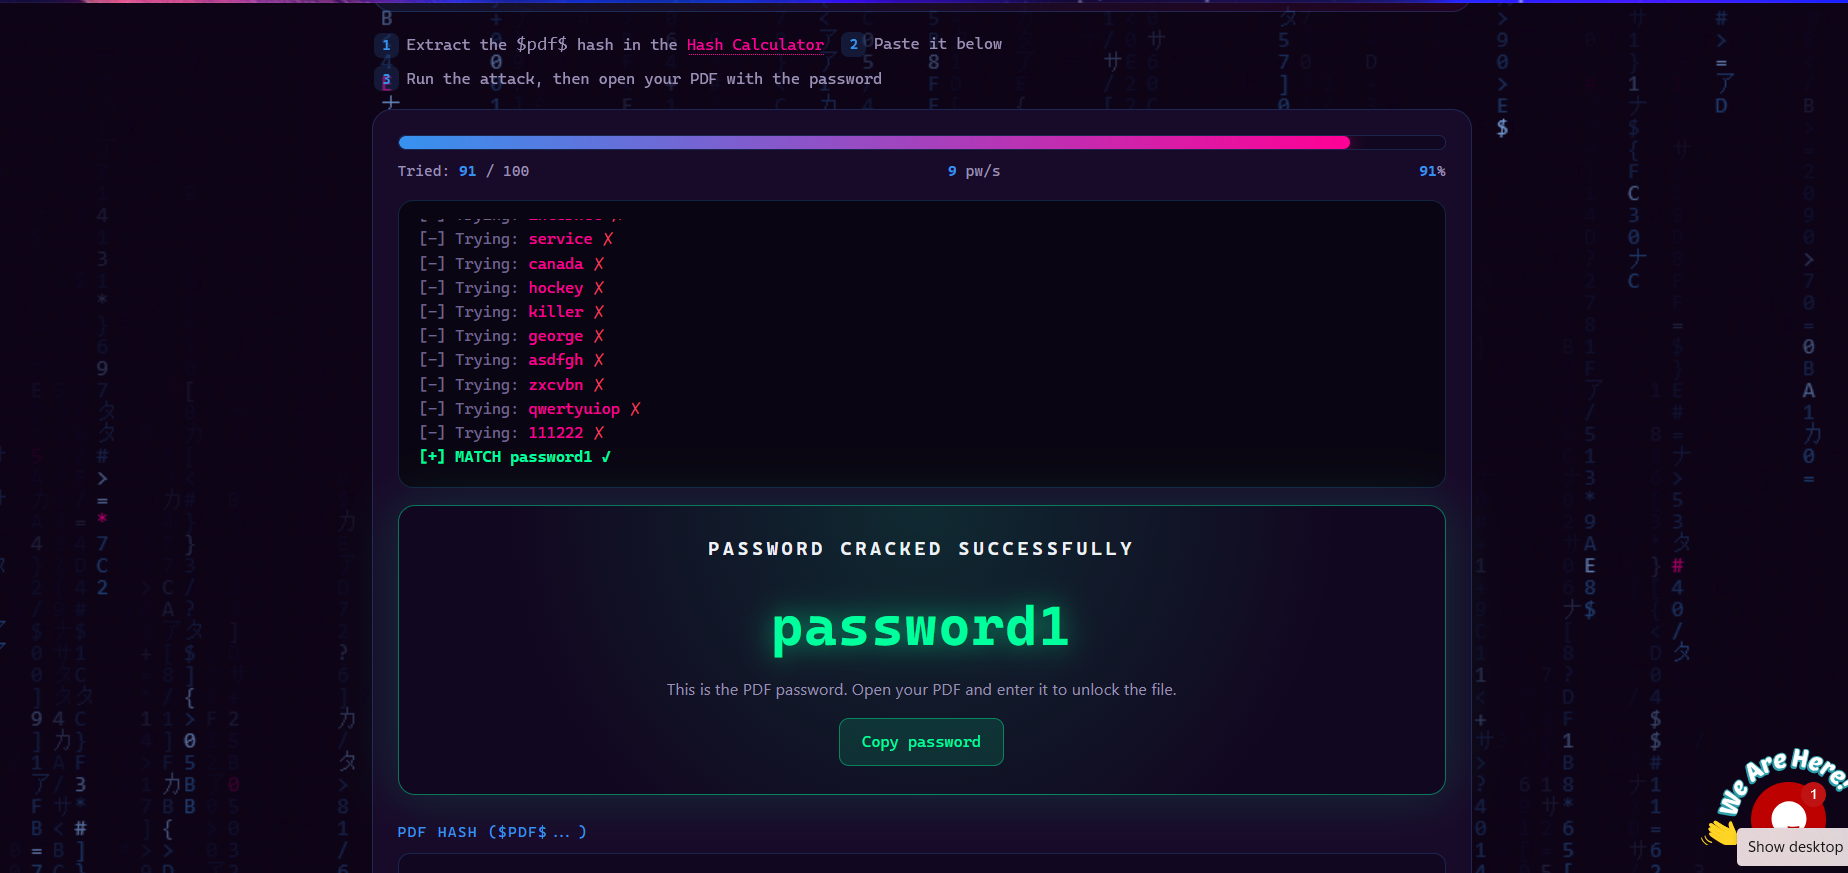 1 Extract the $pdf$ hash in the Hash Calculator 2 Paste it below
3 Run the attack, then open your PDF with the password
Tried: 91 / 100 9 pw/s 91%
[−] Trying: service ✗
[−] Trying: canada ✗
[−] Trying: hockey ✗
[−] Trying: killer ✗
[−] Trying: george ✗
[−] Trying: asdfgh ✗
[−] Trying: zxcvbn ✗
[−] Trying: qwertyuiop ✗
[−] Trying: 111222 ✗
[+] MATCH password1 ✓
PASSWORD CRACKED SUCCESSFULLY
password1
This is the PDF password. Open your PDF and enter it to unlock the file.
Copy password
PDF HASH ($PDF$...)
We Are Here!
1
Show desktop